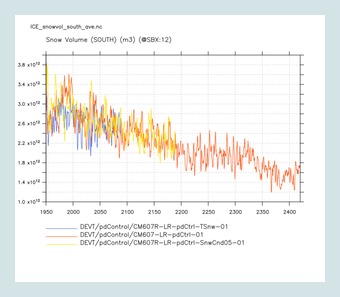 ICE_snowvol_south_ave.nc
Snow Volume (SOUTH) (m3) (@SBX:12)
3.8 x10¹²
3.4 x10¹²
3.0 x10¹²
2.6 x10¹²
2.2 x10¹²
1.8 x10¹²
1.4 x10¹²
1.0 x10¹²
1950 2000 2050 2100 2150 2200 2250 2300 2350 2400
DEVT/pdControl/CM607R-LR-pdCtrl-TSnw-01
DEVT/pdControl/CM607-LR-pdCtrl-01
DEVT/pdControl/CM607R-LR-pdCtrl-SnwCnd05-01